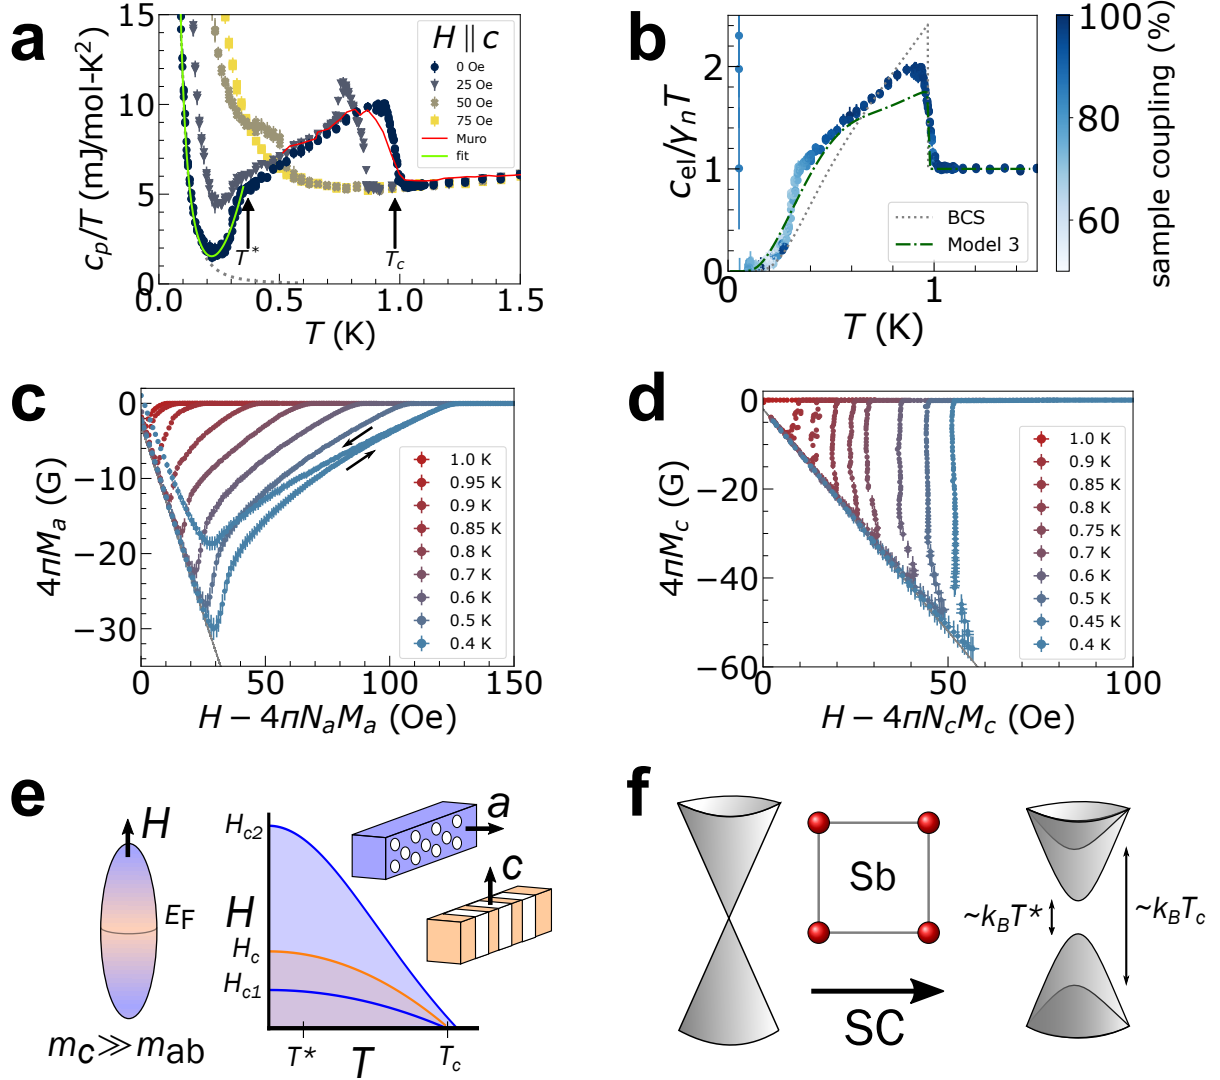 a
15
10
5
0
0.0
0.5
1.0
1.5
c_p/T (mJ/mol-K²)
T (K)
H ∥ c
0 Oe
25 Oe
50 Oe
75 Oe
Muro
fit
T*
T_c
b
2
1
0
0
1
c_el/γ_nT
T (K)
BCS
Model 3
100
80
60
sample coupling (%)
c
0
−10
−20
−30
0
50
100
150
4πM_a (G)
H − 4πN_aM_a (Oe)
1.0 K
0.95 K
0.9 K
0.85 K
0.8 K
0.7 K
0.6 K
0.5 K
0.4 K
d
0
−20
−40
−60
0
50
100
4πM_c (G)
H − 4πN_cM_c (Oe)
1.0 K
0.9 K
0.85 K
0.8 K
0.75 K
0.7 K
0.6 K
0.5 K
0.45 K
0.4 K
e
H
E_F
m_c ≫ m_ab
H_c2
H
H_c
H_c1
T*
T
T_c
a
c
f
Sb
SC
~k_BT*
~k_BT_c